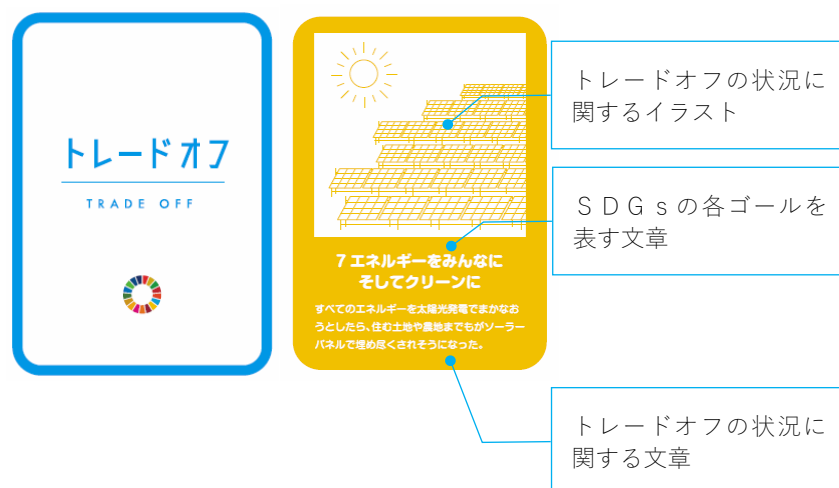 トレードオフ
TRADE OFF
7 エネルギーをみんなに
そしてクリーンに
すべてのエネルギーを太陽光発電でまかなお
うとしたら、住む土地や農地までもがソーラー
パネルで埋め尽くされそうになった。
トレードオフの状況に
関するイラスト
ＳＤＧｓの各ゴールを
表す文章
トレードオフの状況に
関する文章